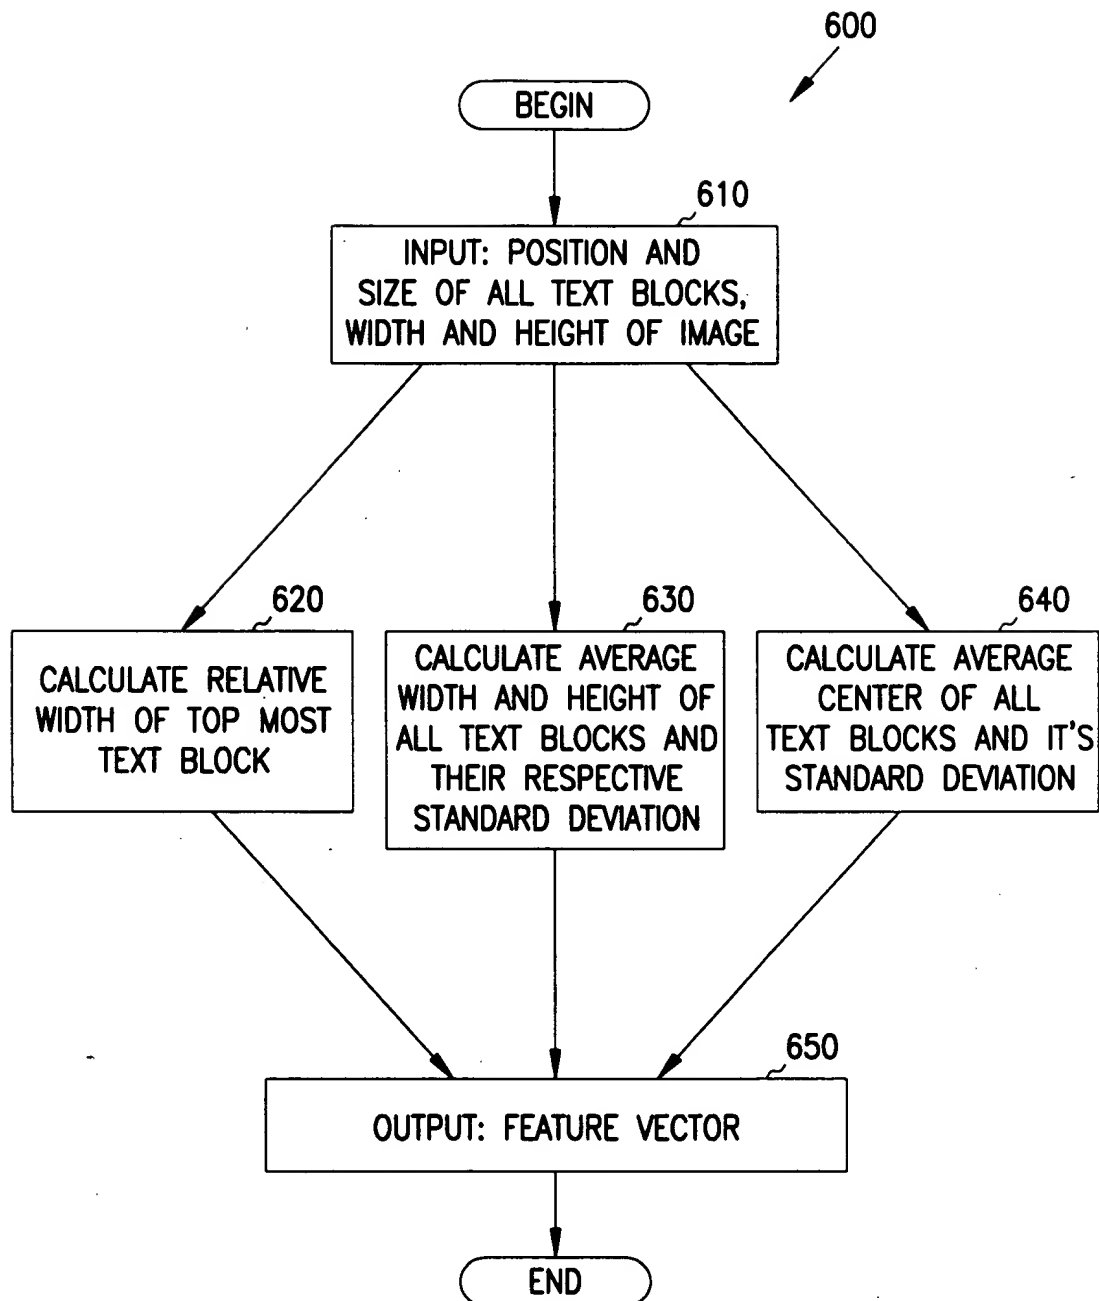 600
BEGIN
610
INPUT: POSITION AND
SIZE OF ALL TEXT BLOCKS,
WIDTH AND HEIGHT OF IMAGE
620
CALCULATE RELATIVE
WIDTH OF TOP MOST
TEXT BLOCK
630
CALCULATE AVERAGE
WIDTH AND HEIGHT OF
ALL TEXT BLOCKS AND
THEIR RESPECTIVE
STANDARD DEVIATION
640
CALCULATE AVERAGE
CENTER OF ALL
TEXT BLOCKS AND IT'S
STANDARD DEVIATION
650
OUTPUT: FEATURE VECTOR
END